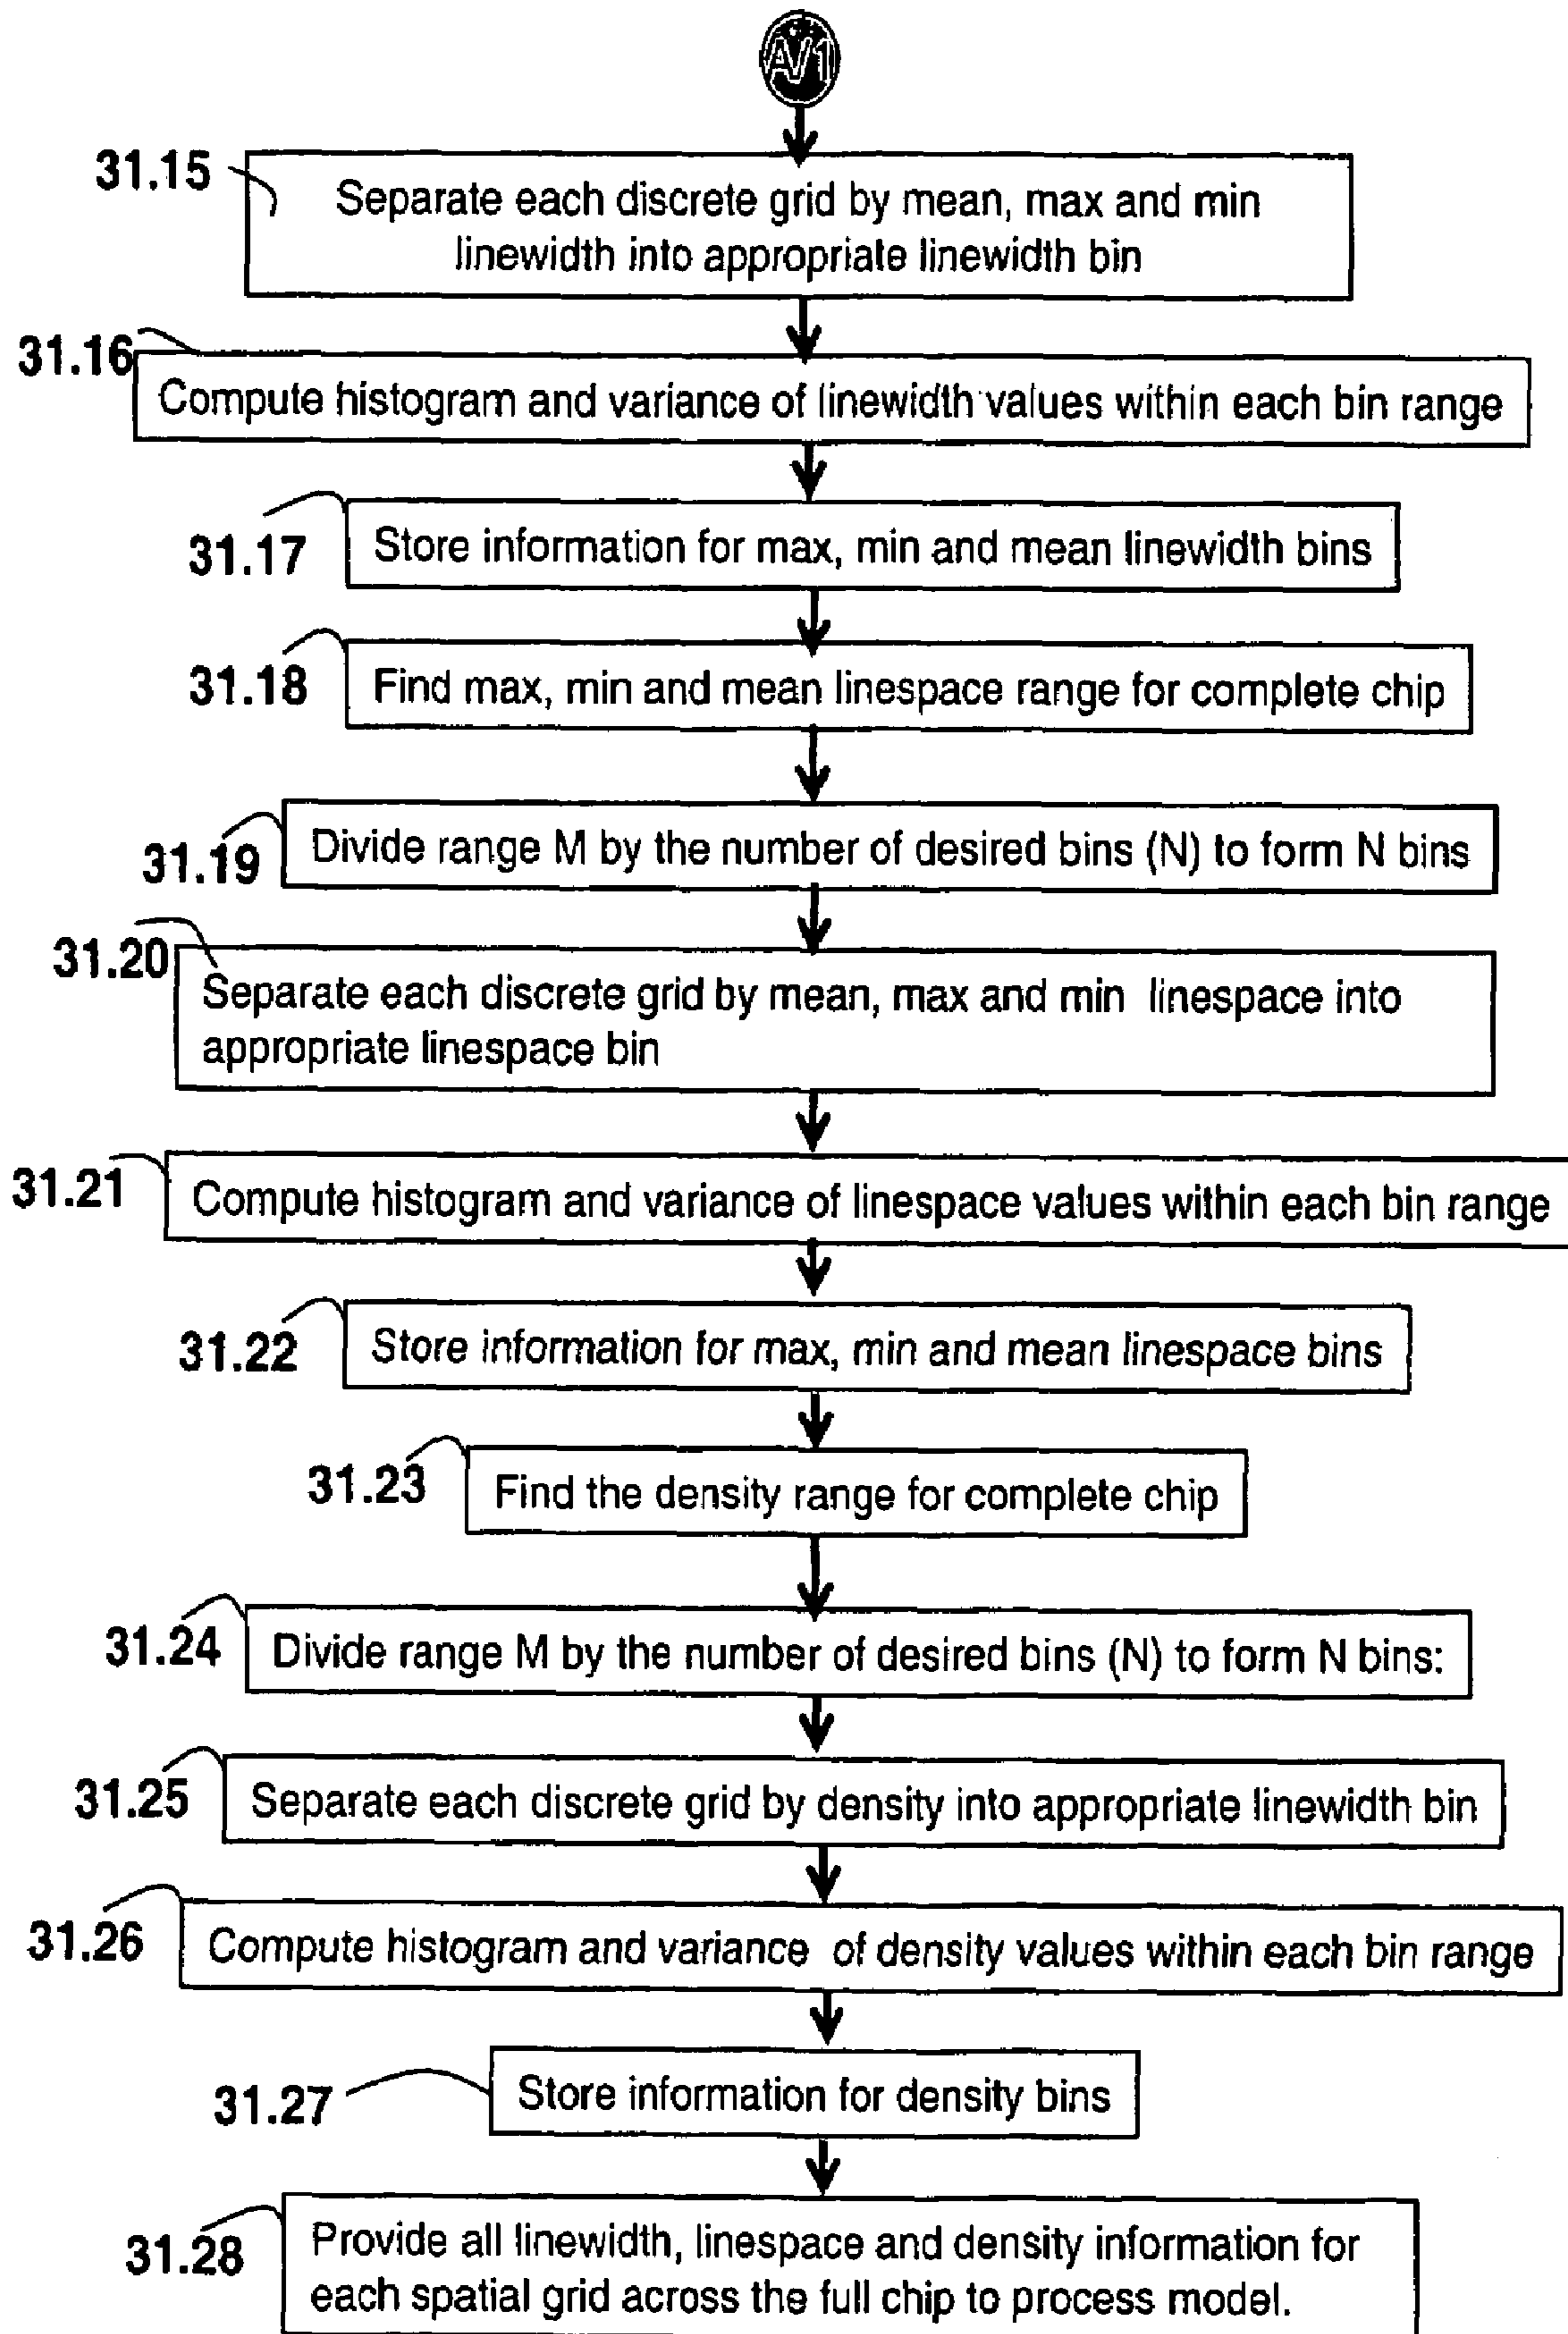 A/1
31.15
Separate each discrete grid by mean, max and min
linewidth into appropriate linewidth bin
31.16
Compute histogram and variance of linewidth values within each bin range
31.17
Store information for max, min and mean linewidth bins
31.18
Find max, min and mean linespace range for complete chip
31.19
Divide range M by the number of desired bins (N) to form N bins
31.20
Separate each discrete grid by mean, max and min linespace into
appropriate linespace bin
31.21
Compute histogram and variance of linespace values within each bin range
31.22
Store information for max, min and mean linespace bins
31.23
Find the density range for complete chip
31.24
Divide range M by the number of desired bins (N) to form N bins:
31.25
Separate each discrete grid by density into appropriate linewidth bin
31.26
Compute histogram and variance of density values within each bin range
31.27
Store information for density bins
31.28
Provide all linewidth, linespace and density information for
each spatial grid across the full chip to process model.